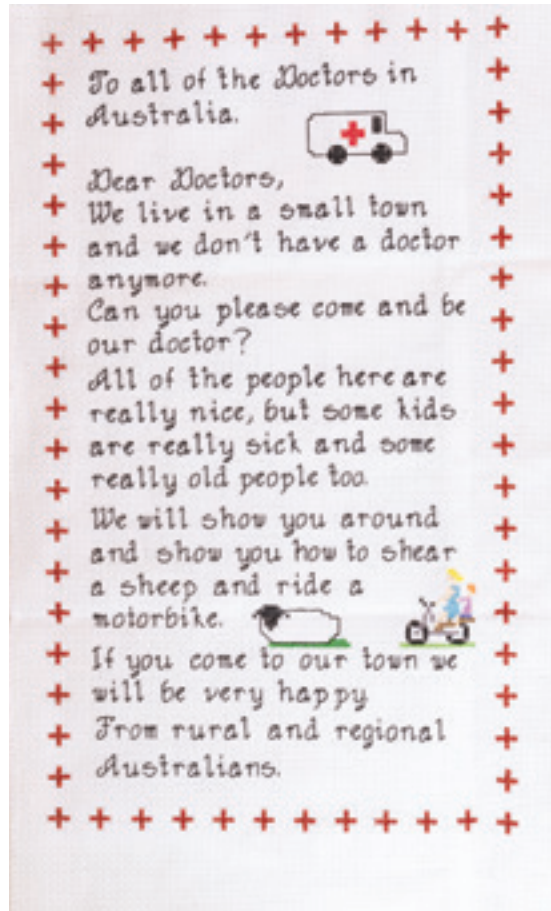 To all of the Doctors in
Australia.
Dear Doctors,
We live in a small town
and we don't have a doctor
anymore.
Can you please come and be
our doctor?
All of the people here are
really nice, but some kids
are really sick and some
really old people too.
We will show you around
and show you how to shear
a sheep and ride a
motorbike.
If you come to our town we
will be very happy
From rural and regional
Australians.